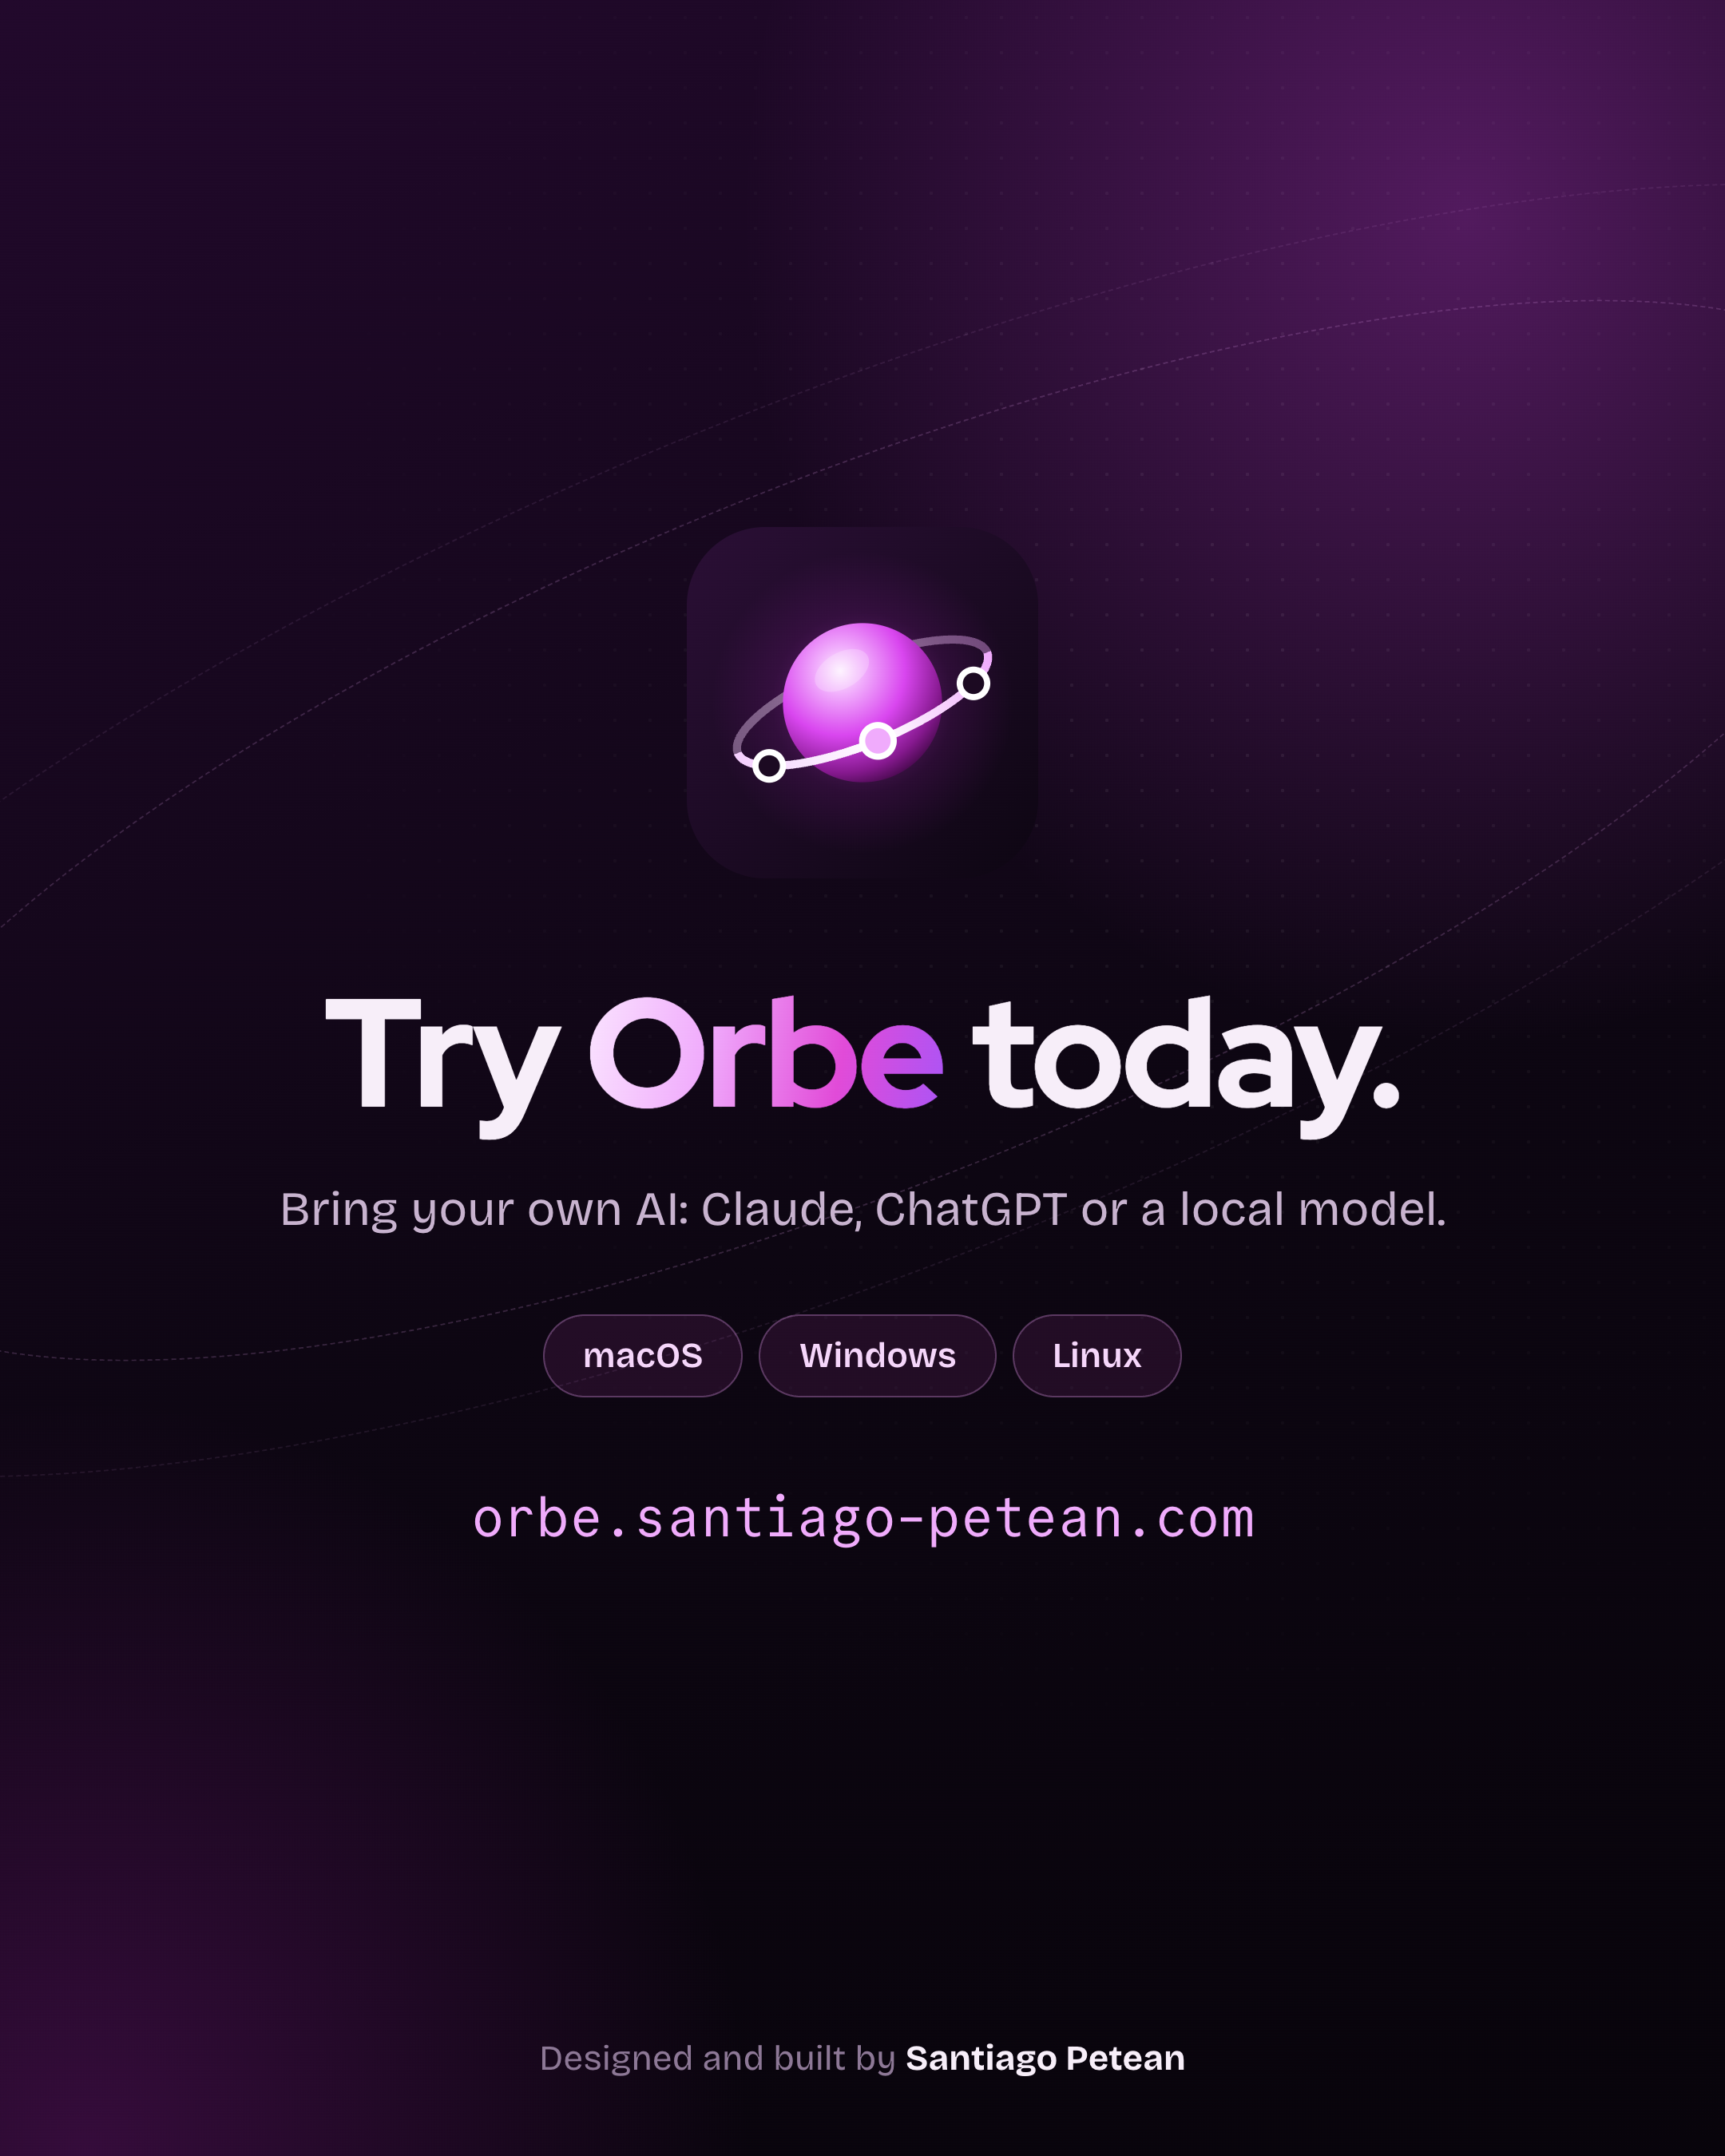 Try Orbe today.
Bring your own AI: Claude, ChatGPT or a local model.
macOS Windows Linux
orbe.santiago-petean.com
Designed and built by Santiago Petean